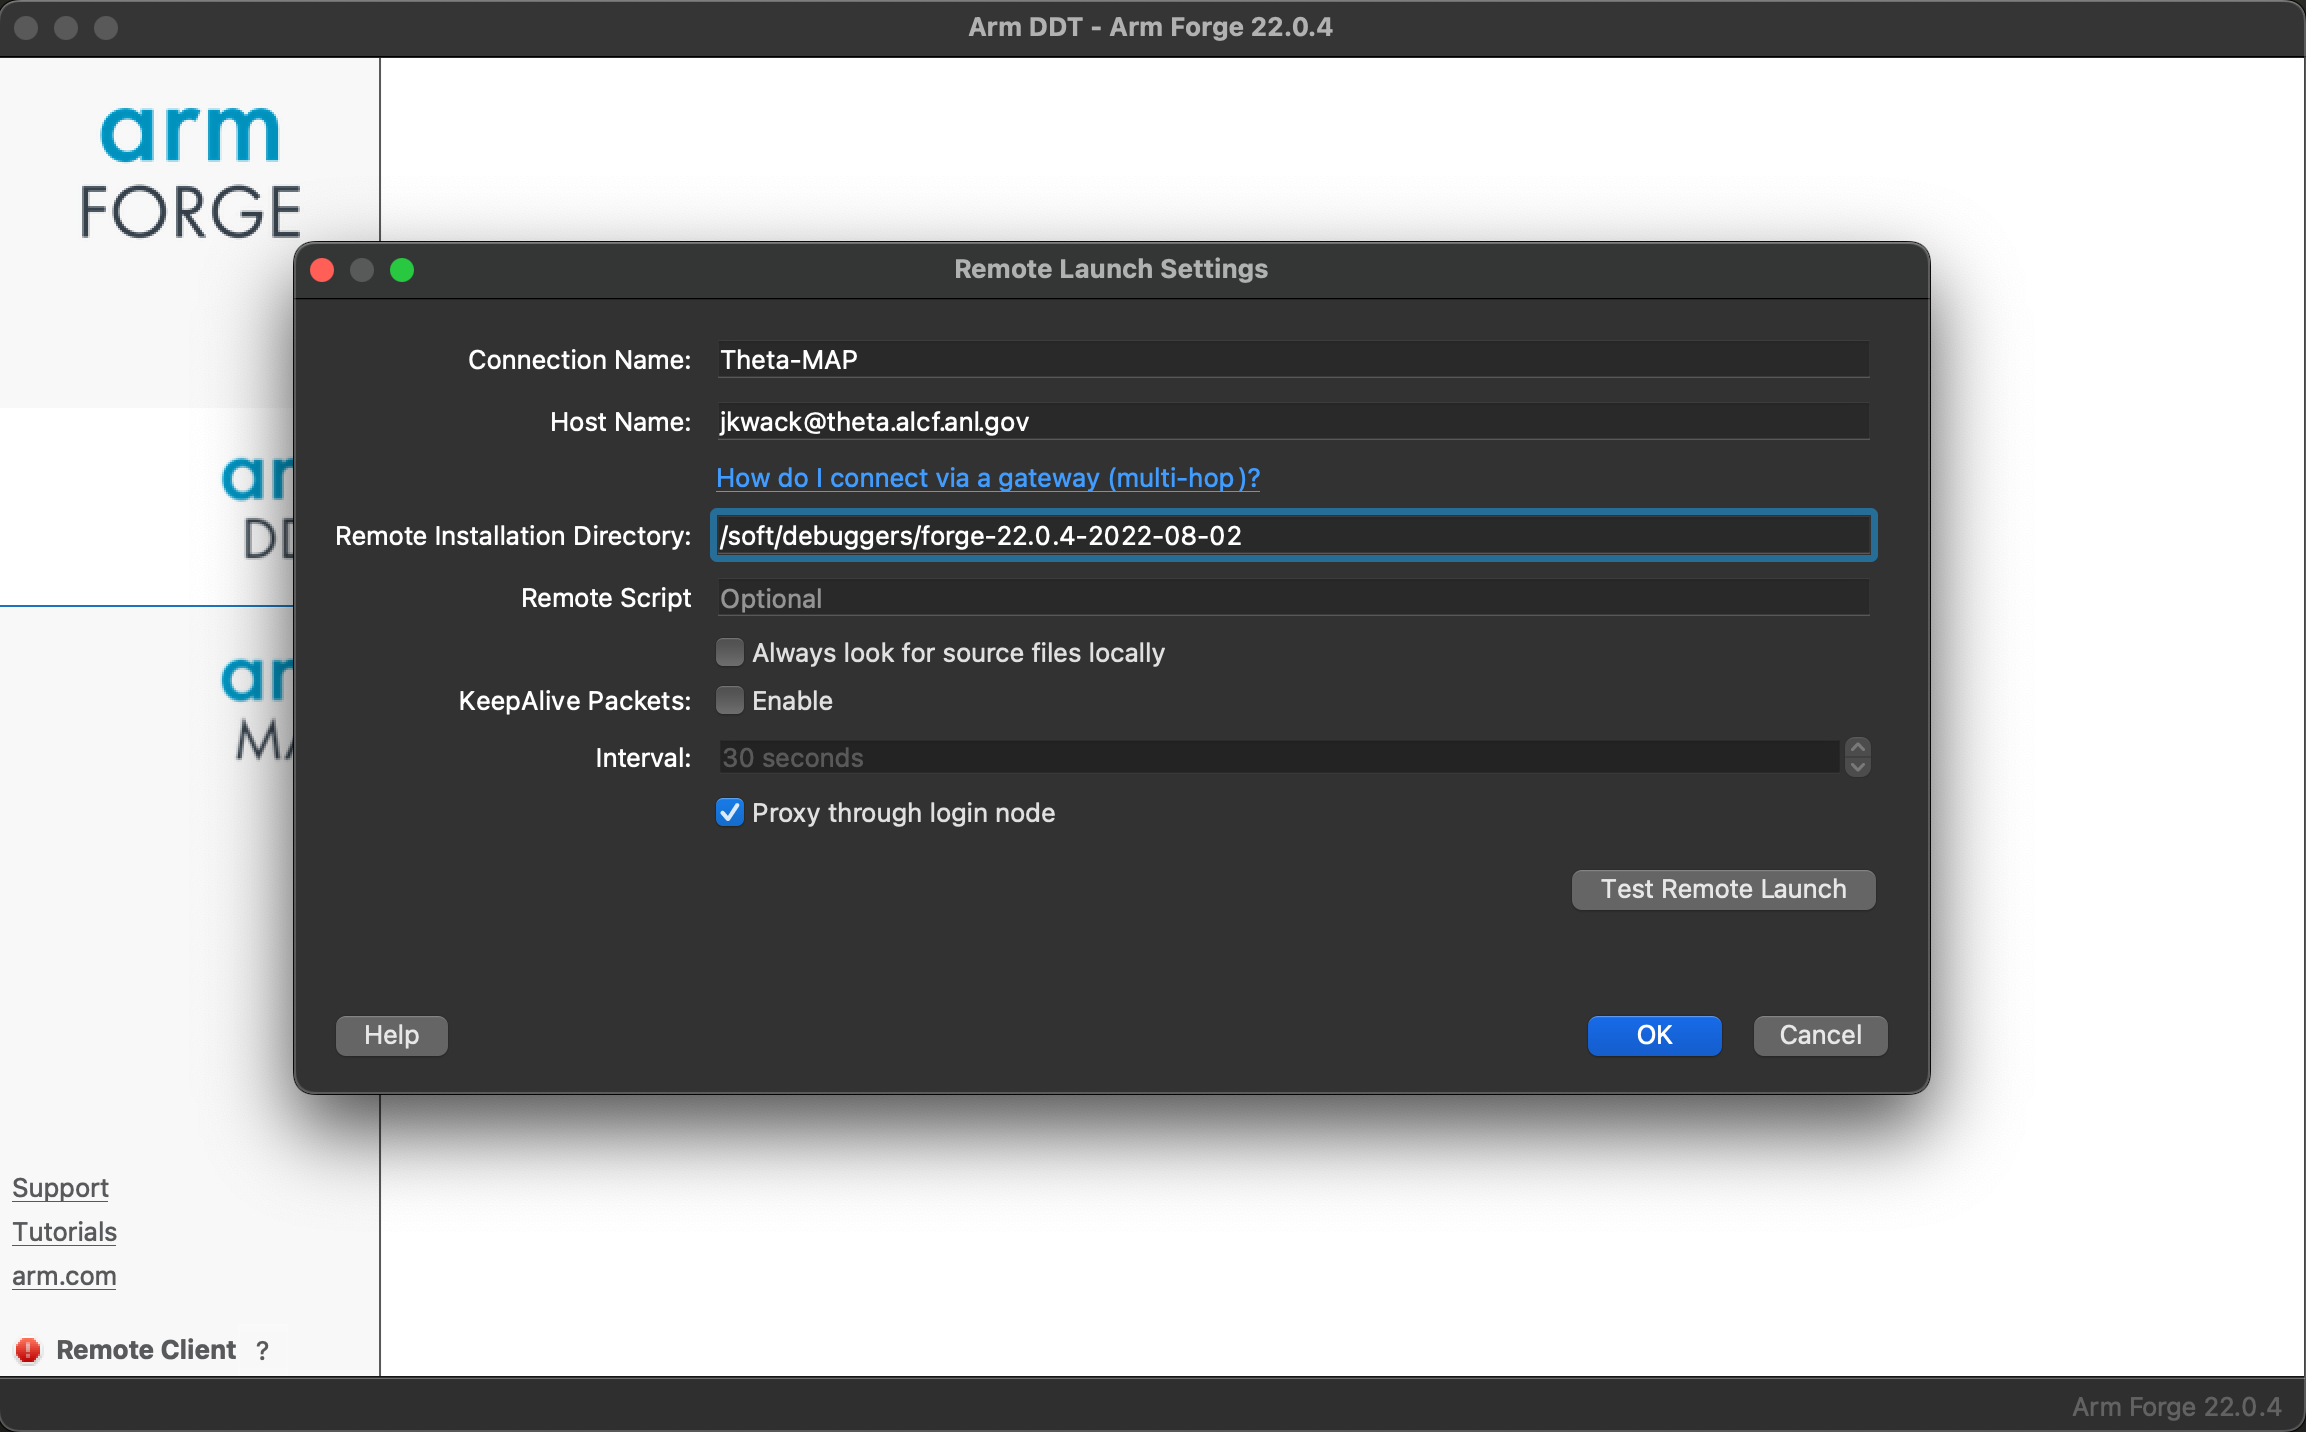 Arm DDT - Arm Forge 22.0.4
arm
FORGE
Remote Launch Settings
Connection Name: Theta-MAP
Host Name: jkwack@theta.alcf.anl.gov
How do I connect via a gateway (multi-hop)?
Remote Installation Directory: /soft/debuggers/forge-22.0.4-2022-08-02
Remote Script Optional
Always look for source files locally
KeepAlive Packets: Enable
Interval: 30 seconds
Proxy through login node
Test Remote Launch
Help OK Cancel
Support
Tutorials
arm.com
Remote Client ?
Arm Forge 22.0.4